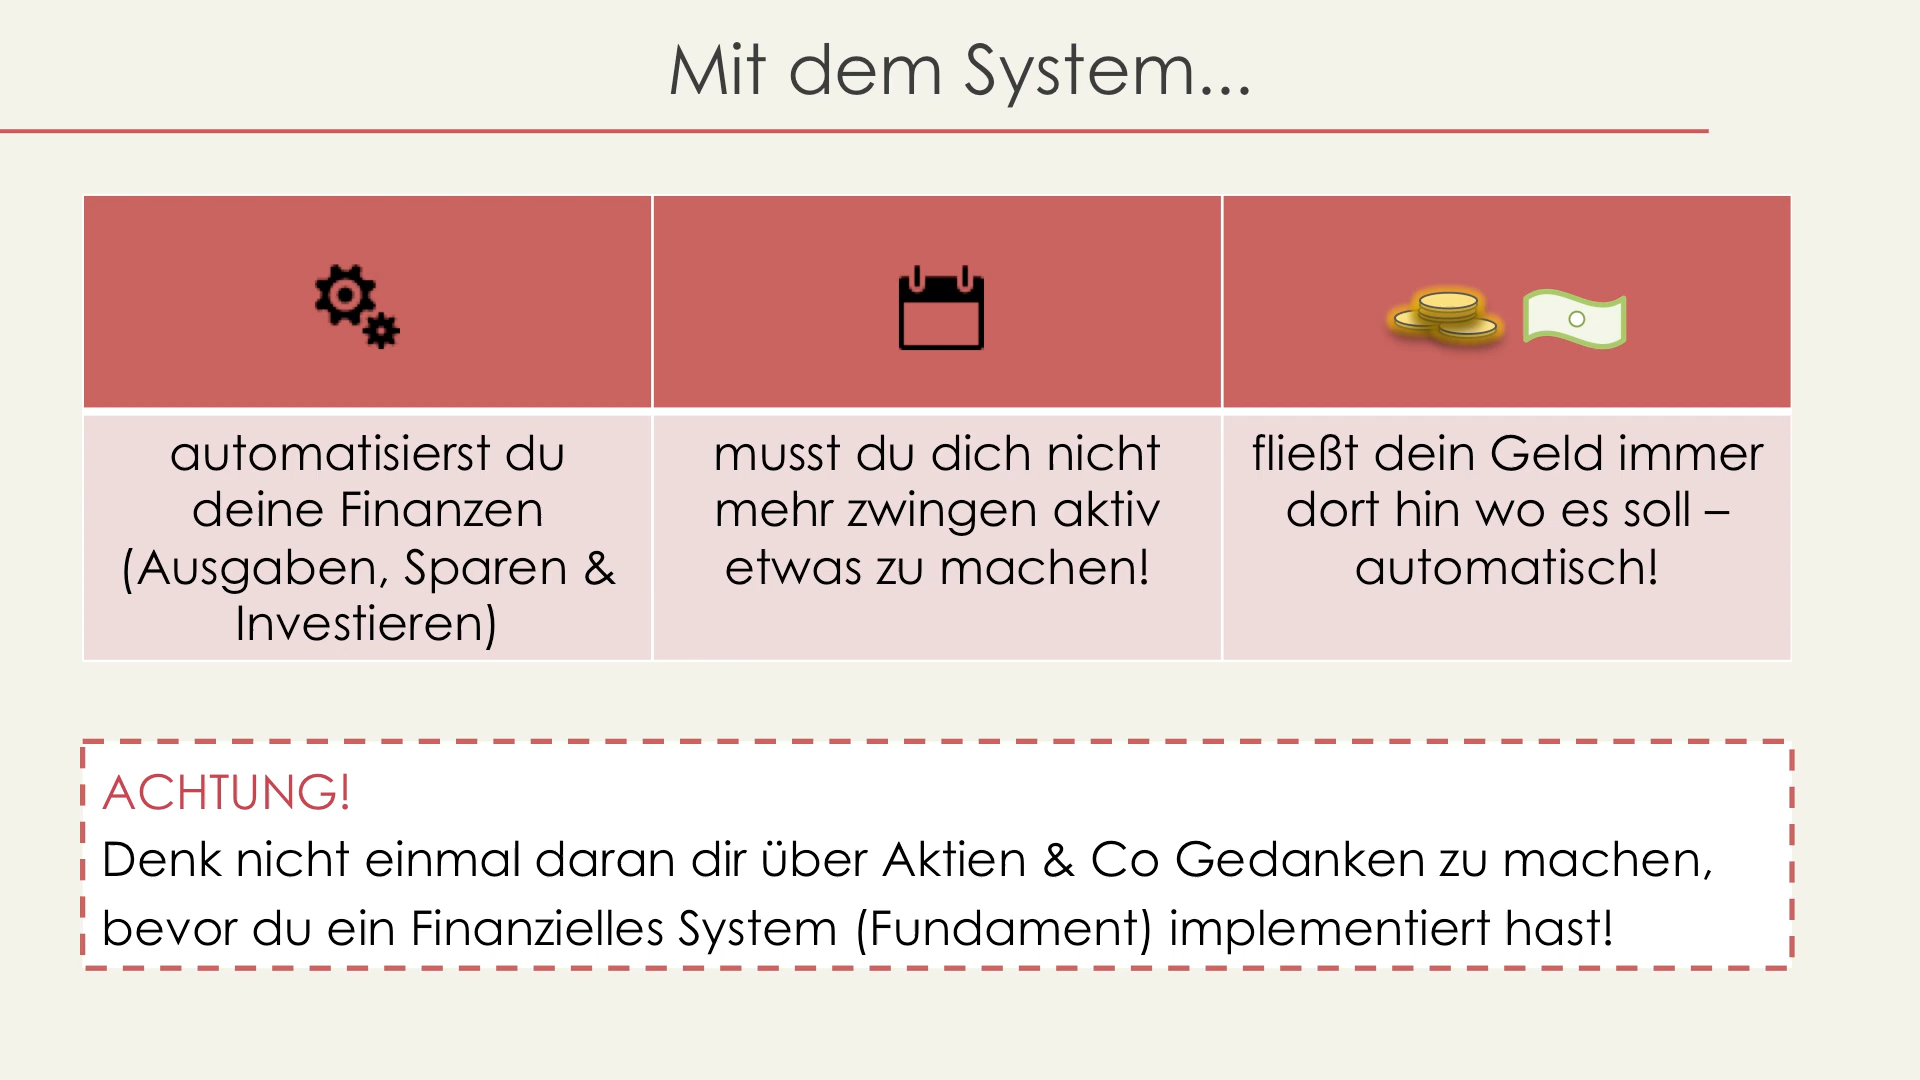 Mit dem System...
automatisierst du
deine Finanzen
(Ausgaben, Sparen &
Investieren)
musst du dich nicht
mehr zwingen aktiv
etwas zu machen!
fließt dein Geld immer
dort hin wo es soll –
automatisch!
ACHTUNG!
Denk nicht einmal daran dir über Aktien & Co Gedanken zu machen,
bevor du ein Finanzielles System (Fundament) implementiert hast!